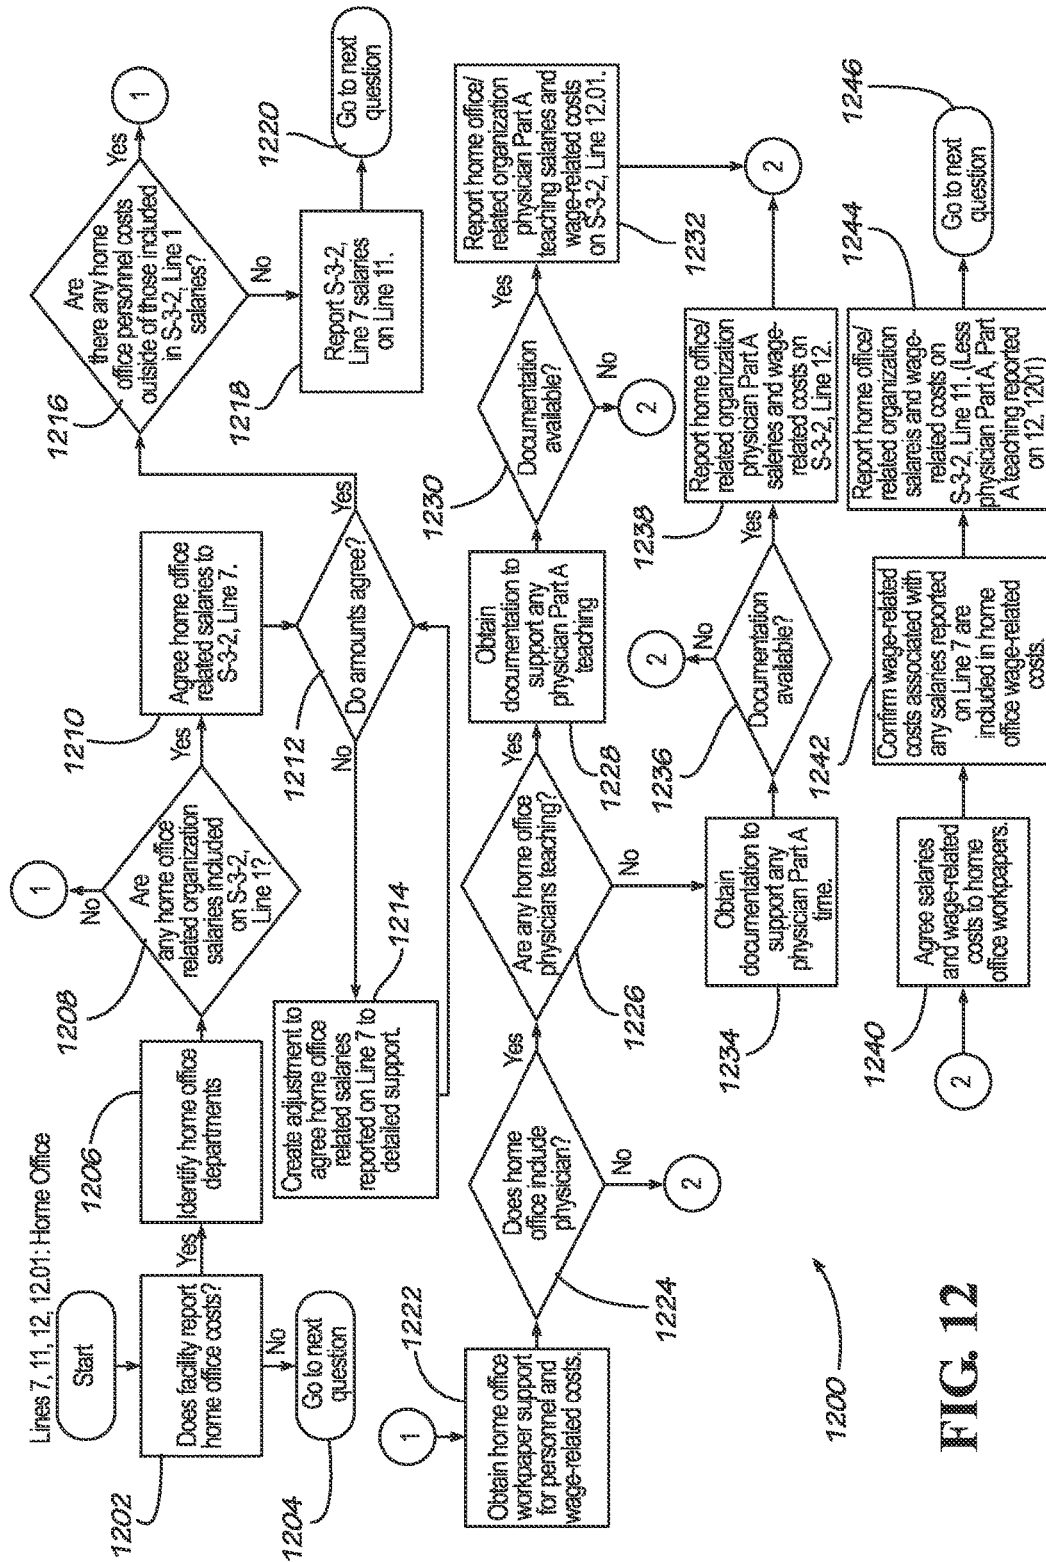 Lines 7, 11, 12, 12.01: Home Office
Start
1202
Does facility report
home office costs?
Yes
No
1204
Go to next
question
1206
Identify home office
departments
1208
Are
any home office
related organization
salaries included
on S-3-2,
Line 1?
No
1
Yes
1210
Agree home office
related salaries to
S-3-2, Line 7.
1212
Do amounts agree?
No
Yes
1214
Create adjustment to
agree home office
related salaries
reported on Line 7 to
detailed support.
1216
Are
there any home
office personnel costs
outside of those included
in S-3-2, Line 1
salaries?
Yes
1
No
1218
Report S-3-2,
Line 7 salaries
on Line 11.
1220
Go to next
question
1
1222
Obtain home office
workpaper support
for personnel and
wage-related costs.
1224
Does home
office include
physician?
Yes
No
2
1226
Are any home office
physicians teaching?
Yes
No
1228
Obtain
documentation to
support any
physician Part A
teaching
1230
Documentation
available?
Yes
No
2
1232
Report home office/
related organization
physician Part A
teaching salaries and
wage-related costs
on S-3-2, Line 12.01.
2
1234
Obtain
documentation to
support any
physician Part A
time.
1236
Documentation
available?
No
2
Yes
1238
Report home office/
related organization
physician Part A
saleries and wage-
related costs on
S-3-2, Line 12.
2
1240
Agree salaries
and wage-related
costs to home
office workpapers.
1242
Confirm wage-related
costs associated with
any salaries reported
on Line 7 are
included in home
office wage-related
costs.
1244
Report home office/
related organization
salareis and wage-
related costs on
S-3-2, Line 11. (Less
physician Part A, Part
A teaching reported
on 12, 1201)
1246
Go to next
question
1200
FIG. 12